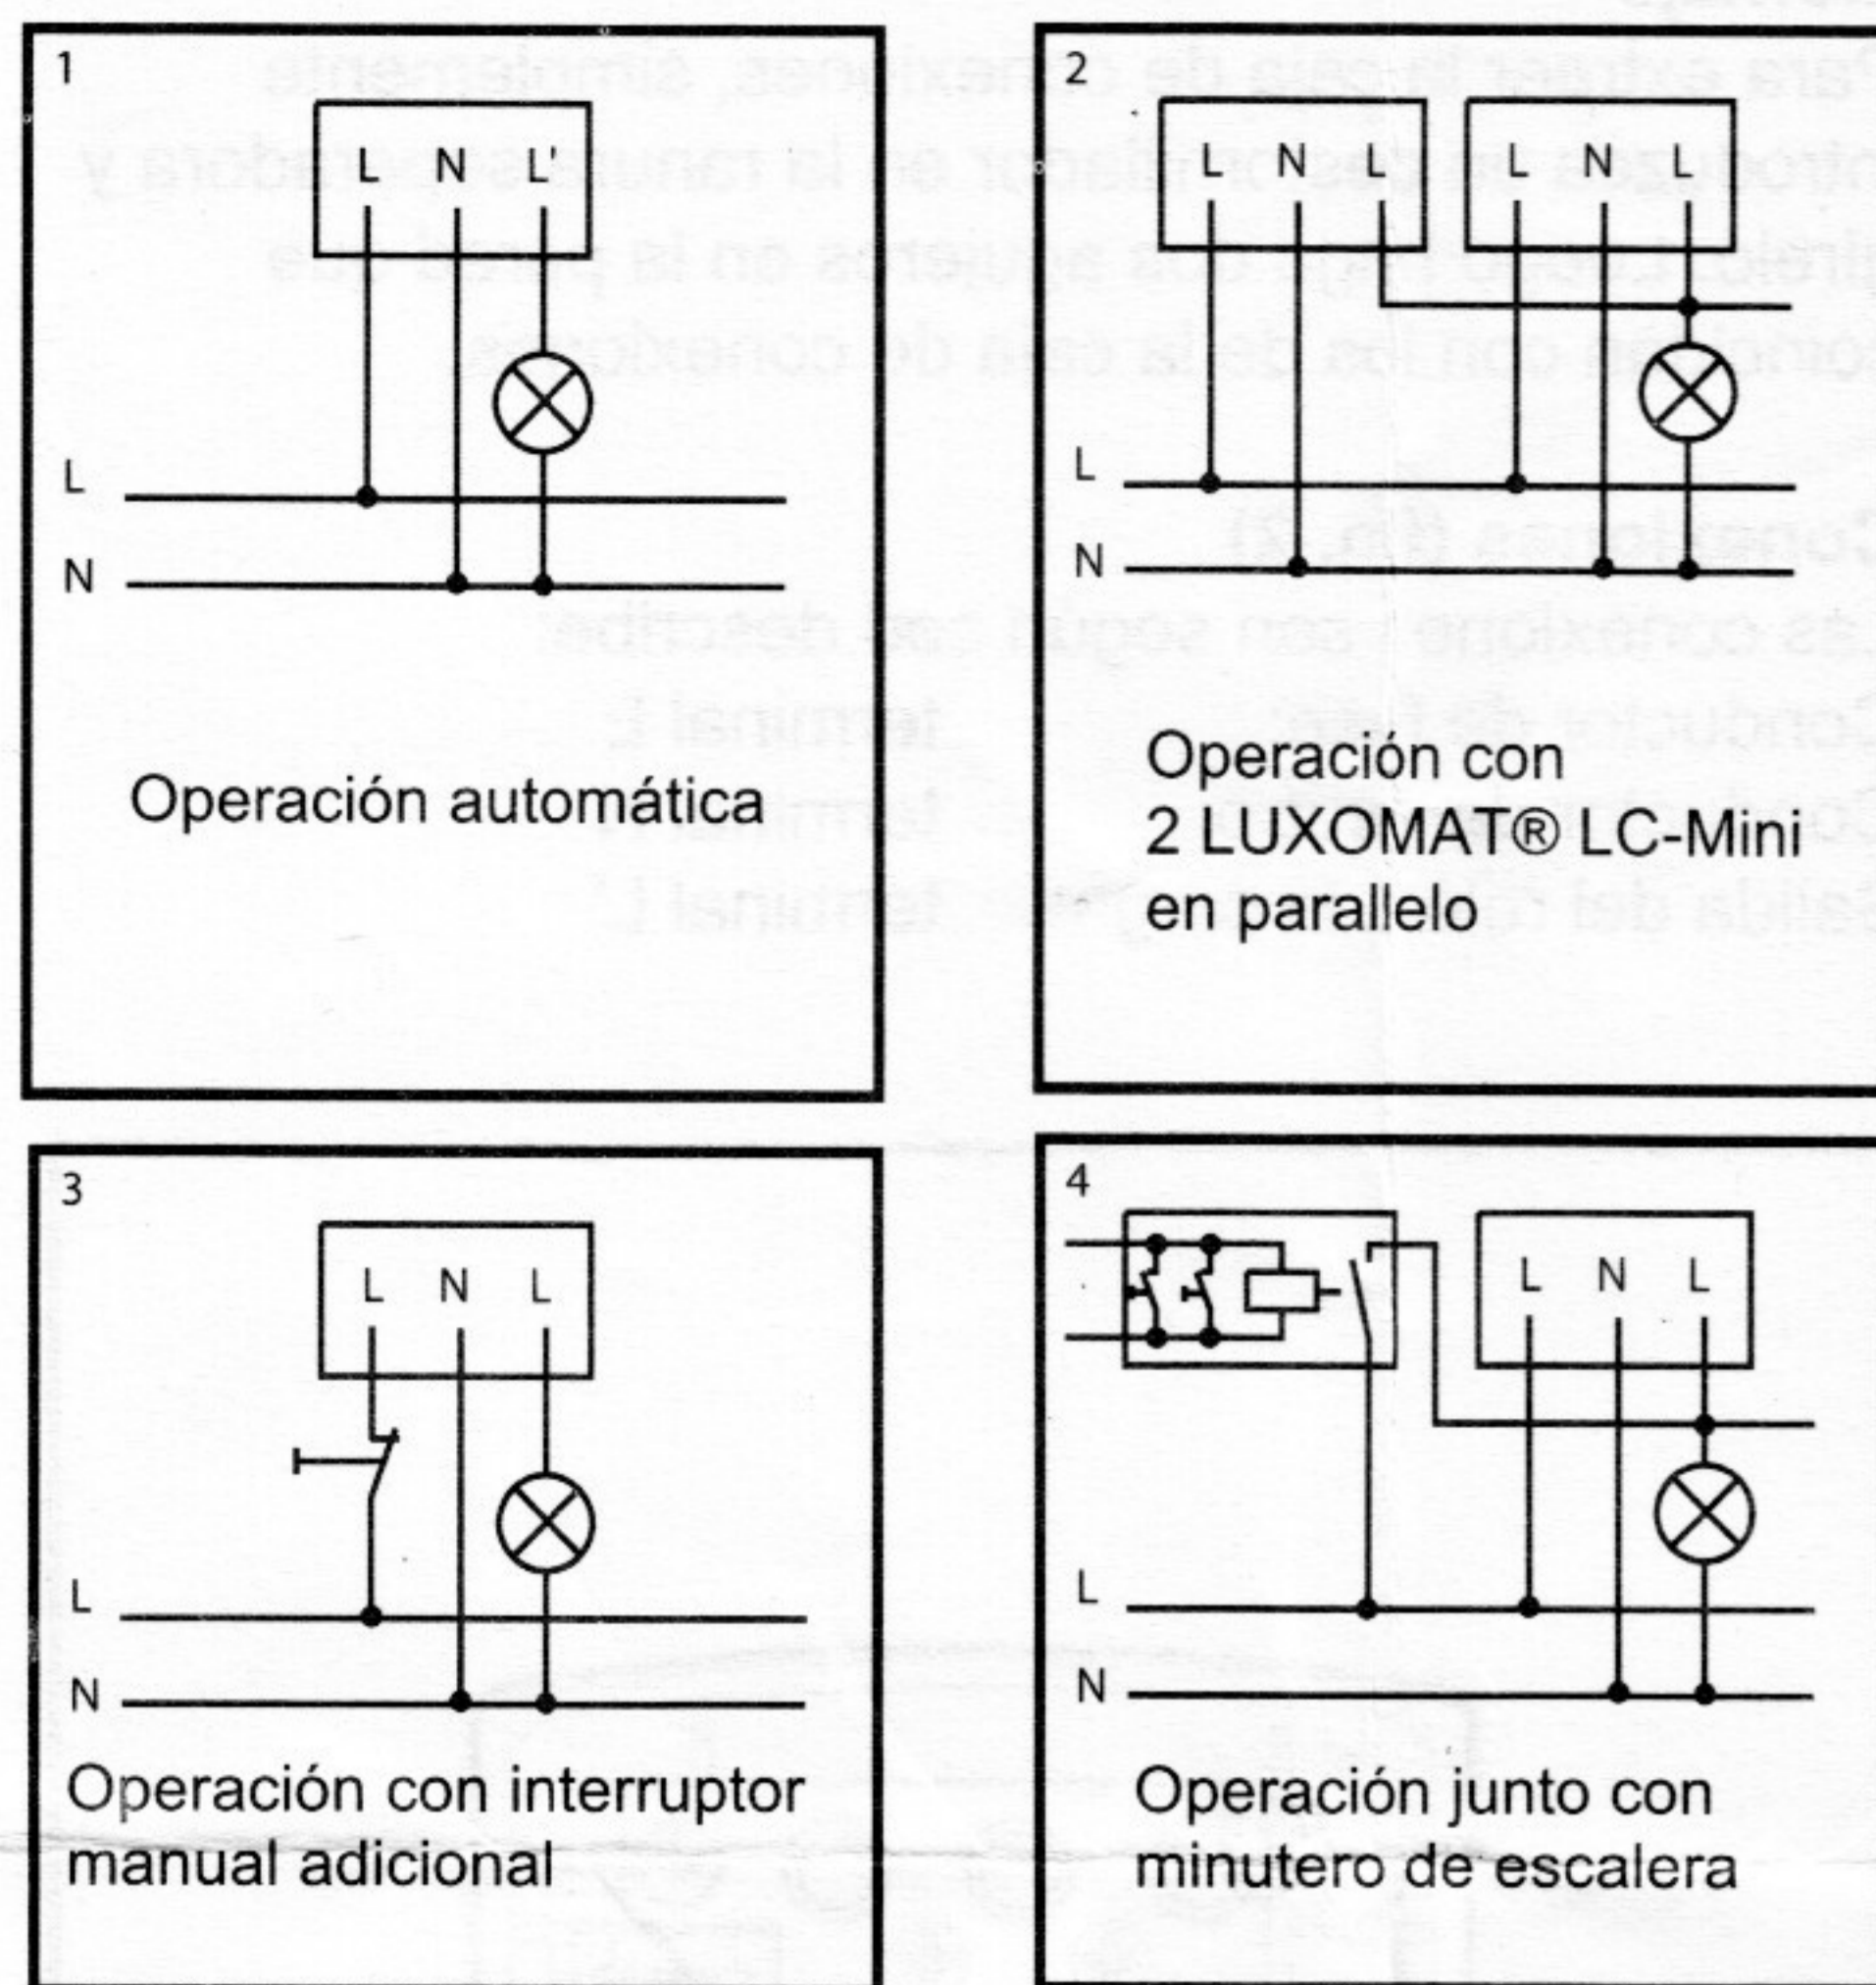 1
L N L'
L
N
Operación automática
2
L N L
L N L
L
N
Operación con
2 LUXOMAT® LC-Mini
en parallelo
3
L N L
L
N
Operación con interruptor
manual adicional
4
L N L
L
N
Operación junto con
minutero de escalera